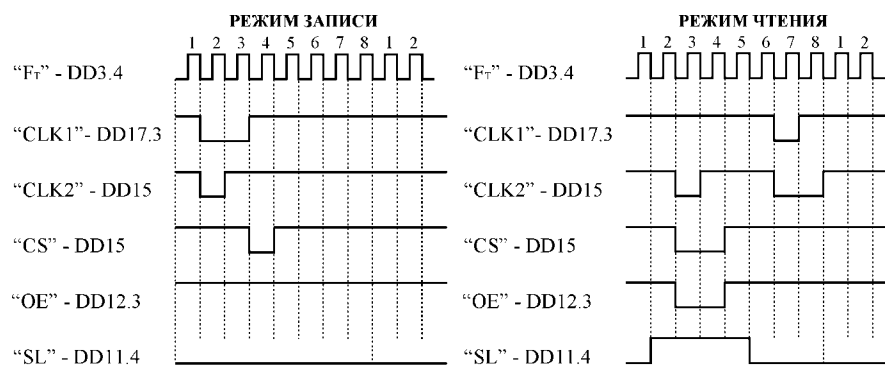 РЕЖИМ ЗАПИСИ
1 2 3 4 5 6 7 8 1 2
“Fт” - DD3.4
“CLK1”- DD17.3
“CLK2” - DD15
“CS” - DD15
“OE” - DD12.3
“SL” - DD11.4
РЕЖИМ ЧТЕНИЯ
1 2 3 4 5 6 7 8 1 2
“Fт” - DD3.4
“CLK1”- DD17.3
“CLK2” - DD15
“CS” - DD15
“OE” - DD12.3
“SL” - DD11.4